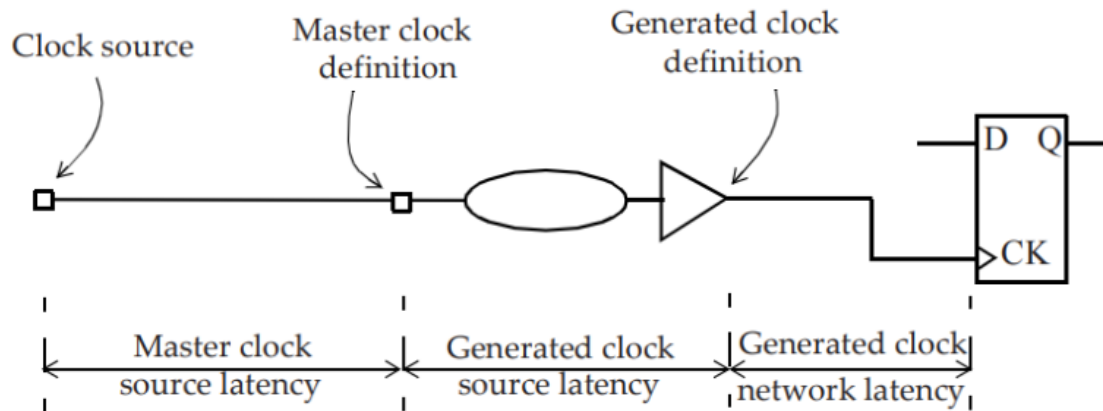 Clock source
Master clock
definition
Generated clock
definition
D Q
CK
Master clock
source latency
Generated clock
source latency
Generated clock
network latency